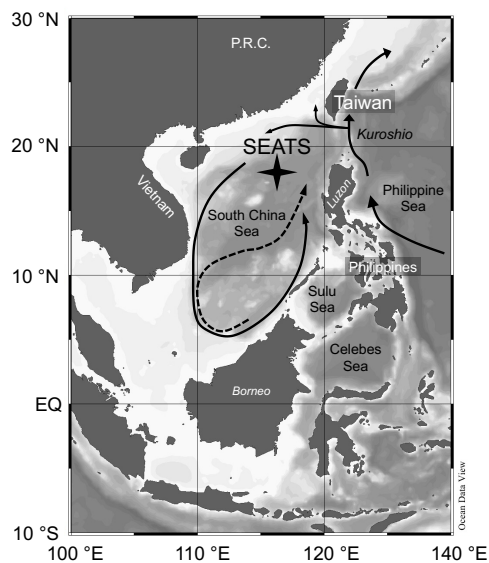 30 °N
P.R.C.
Taiwan
Kuroshio
20 °N
SEATS
Vietnam
Luzon
Philippine
Sea
South China
Sea
10 °N
Philippines
Sulu
Sea
Celebes
Sea
Borneo
EQ
Ocean Data View
10 °S
100 °E
110 °E
120 °E
140 °E